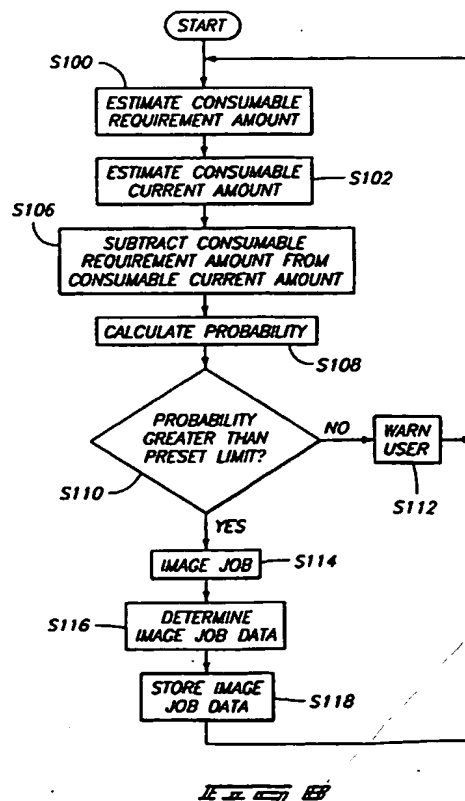 START
S100
ESTIMATE CONSUMABLE
REQUIREMENT AMOUNT
ESTIMATE CONSUMABLE
CURRENT AMOUNT
S102
S106
SUBTRACT CONSUMABLE
REQUIREMENT AMOUNT FROM
CONSUMABLE CURRENT AMOUNT
CALCULATE PROBABILITY
S108
PROBABILITY
GREATER THAN
PRESET LIMIT?
NO
WARN
USER
S110
S112
YES
IMAGE JOB
S114
S116
DETERMINE
IMAGE JOB DATA
STORE IMAGE
JOB DATA
S118